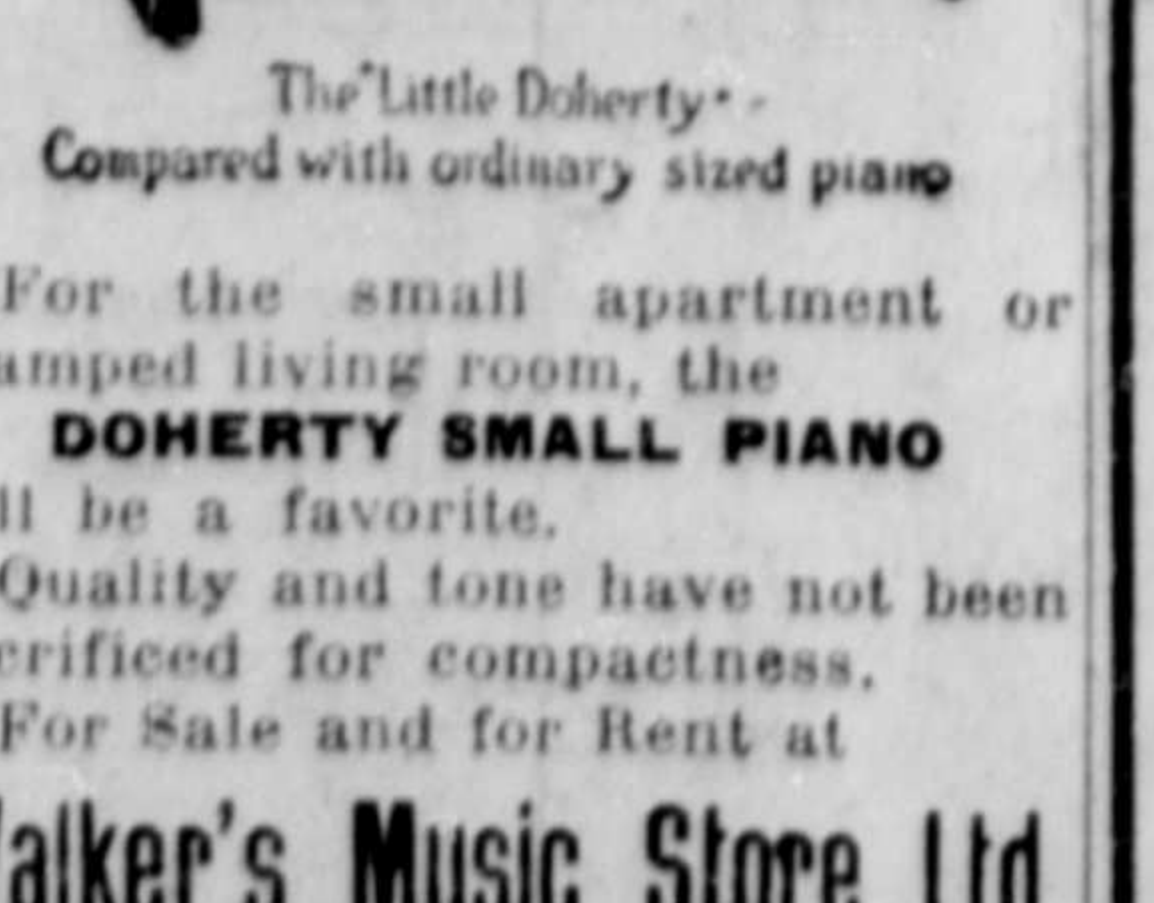 The "Little Doherty" -
Compared with ordinary sized piano
For the small apartment or
amped living room, the
DOHERTY SMALL PIANO
ll be a favorite.
Quality and tone have not been
crificed for compactness.
For Sale and for Rent at
alker's Music Store Ltd